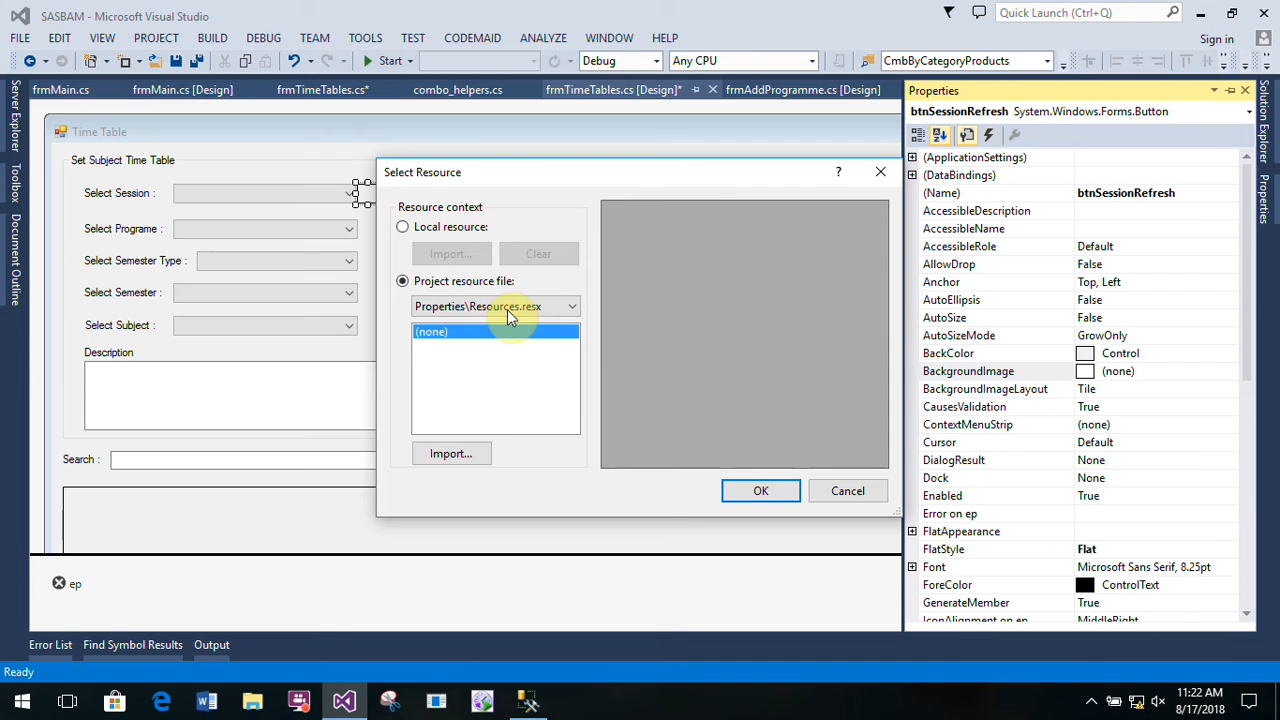 SASBAM - Microsoft Visual Studio
Quick Launch (Ctrl+Q)
FILE EDIT VIEW PROJECT BUILD DEBUG TEAM TOOLS TEST CODEMAID ANALYZE WINDOW HELP
Sign in
Start Debug Any CPU CmbByCategoryProducts
frmMain.cs frmMain.cs [Design] frmTimeTables.cs* combo_helpers.cs frmTimeTables.cs [Design]* frmAddProgramme.cs [Design]
Server Explorer
Toolbox
Document Outline
Time Table
Set Subject Time Table
Select Session :
Select Programe :
Select Semester Type :
Select Semester :
Select Subject :
Description
Search :
ep
Select Resource
?
Resource context
Local resource:
Import... Clear
Project resource file:
Properties\Resources.resx
(none)
Import...
OK Cancel
Properties
btnSessionRefresh System.Windows.Forms.Button
(ApplicationSettings)
(DataBindings)
(Name) btnSessionRefresh
AccessibleDescription
AccessibleName
AccessibleRole Default
AllowDrop False
Anchor Top, Left
AutoEllipsis False
AutoSize False
AutoSizeMode GrowOnly
BackColor Control
BackgroundImage (none)
BackgroundImageLayout Tile
CausesValidation True
ContextMenuStrip (none)
Cursor Default
DialogResult None
Dock None
Enabled True
Error on ep
FlatAppearance
FlatStyle Flat
Font Microsoft Sans Serif, 8.25pt
ForeColor ControlText
GenerateMember True
IconAlignment on ep MiddleRight
Solution Explorer
Properties
Error List Find Symbol Results Output
Ready
11:22 AM
8/17/2018